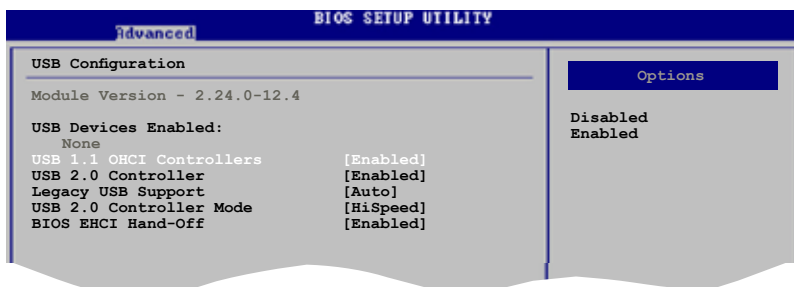 BIOS SETUP UTILITY
Advanced
USB Configuration
Module Version - 2.24.0-12.4
USB Devices Enabled:
None
USB 1.1 OHCI Controllers [Enabled]
USB 2.0 Controller [Enabled]
Legacy USB Support [Auto]
USB 2.0 Controller Mode [HiSpeed]
BIOS EHCI Hand-Off [Enabled]
Options
Disabled
Enabled